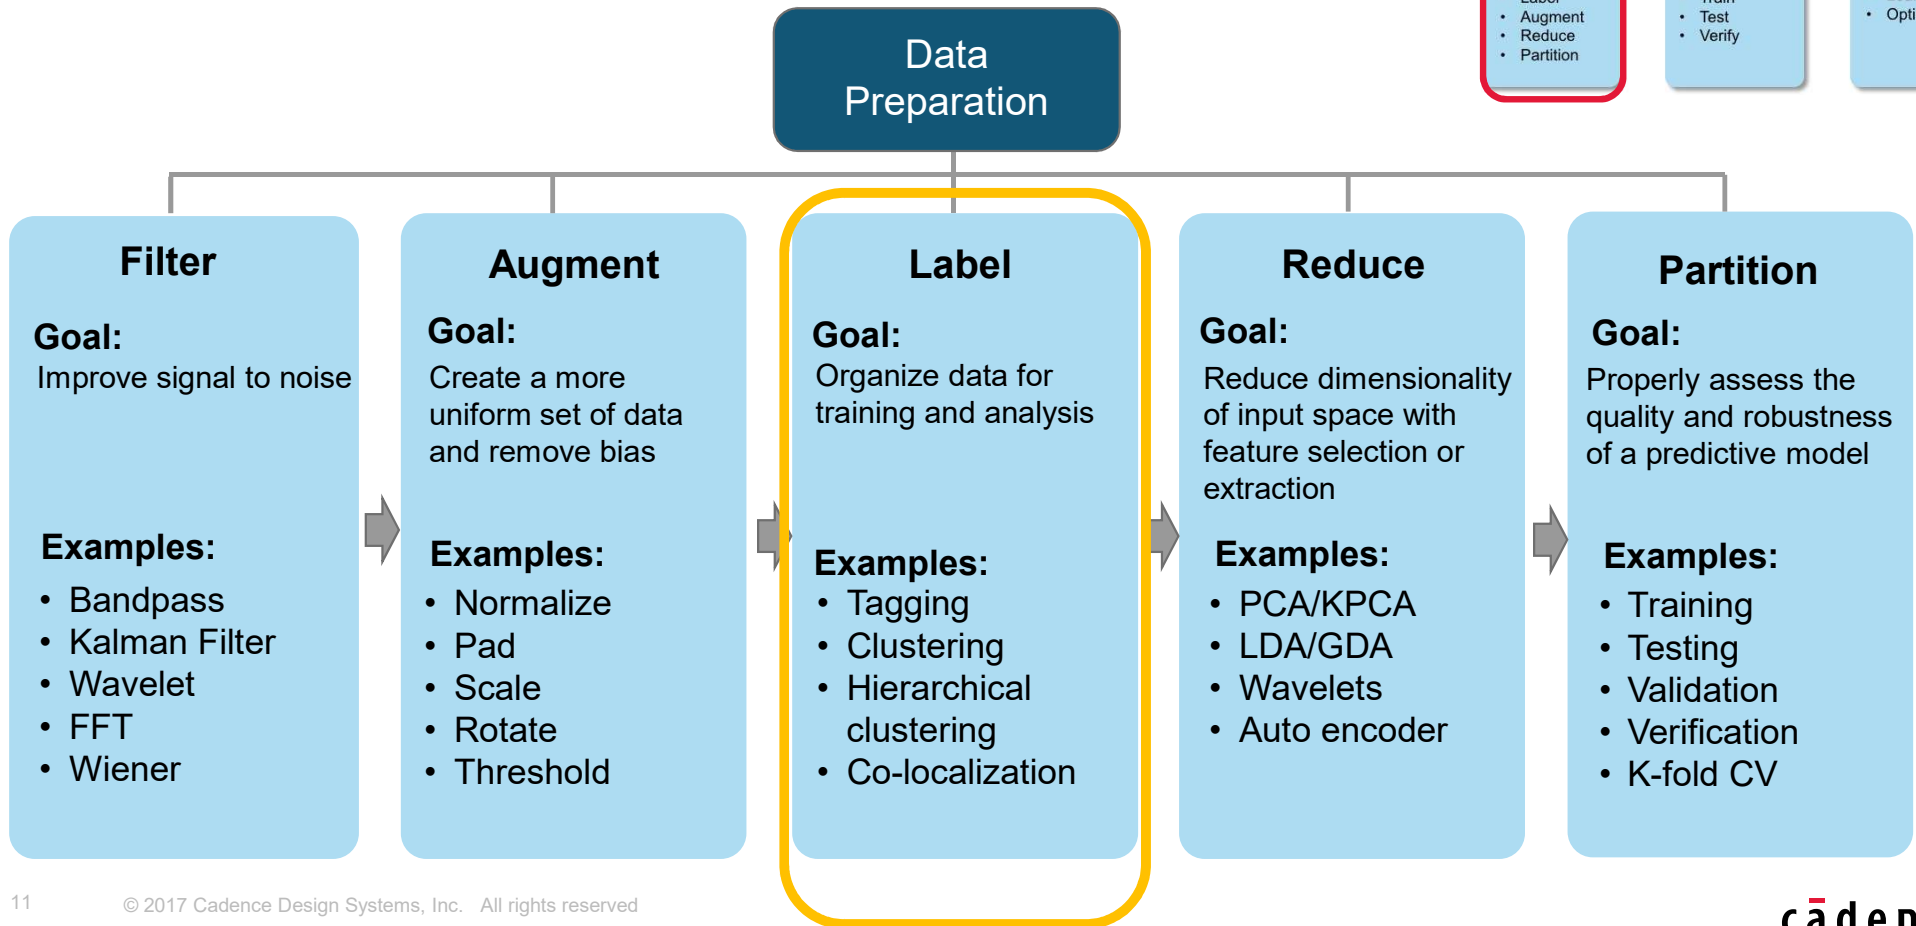 Data
Preparation
• Augment
• Reduce
• Partition
• Test
• Verify
Filter
Goal:
Improve signal to noise
Examples:
• Bandpass
• Kalman Filter
• Wavelet
• FFT
• Wiener
Augment
Goal:
Create a more
uniform set of data
and remove bias
Examples:
• Normalize
• Pad
• Scale
• Rotate
• Threshold
Label
Goal:
Organize data for
training and analysis
Examples:
• Tagging
• Clustering
• Hierarchical
clustering
• Co-localization
Reduce
Goal:
Reduce dimensionality
of input space with
feature selection or
extraction
Examples:
• PCA/KPCA
• LDA/GDA
• Wavelets
• Auto encoder
Partition
Goal:
Properly assess the
quality and robustness
of a predictive model
Examples:
• Training
• Testing
• Validation
• Verification
• K-fold CV
11
© 2017 Cadence Design Systems, Inc. All rights reserved